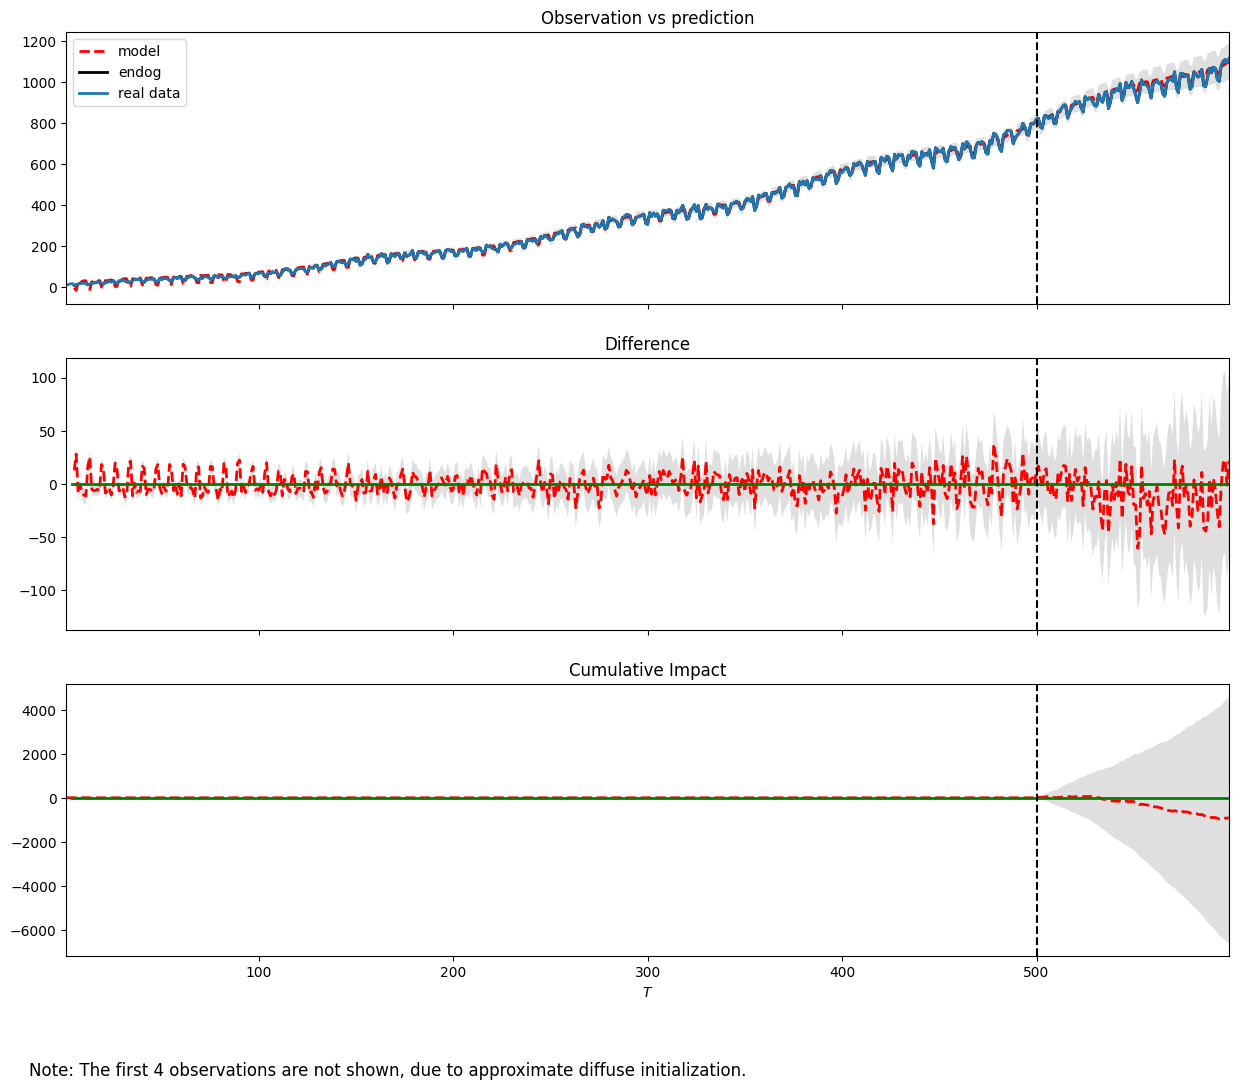 Observation vs prediction
model
endog
real data
1200
1000
800
600
400
200
0
Difference
100
50
0
−50
−100
Cumulative Impact
4000
2000
0
−2000
−4000
−6000
100 200 300 400 500
T
Note: The first 4 observations are not shown, due to approximate diffuse initialization.